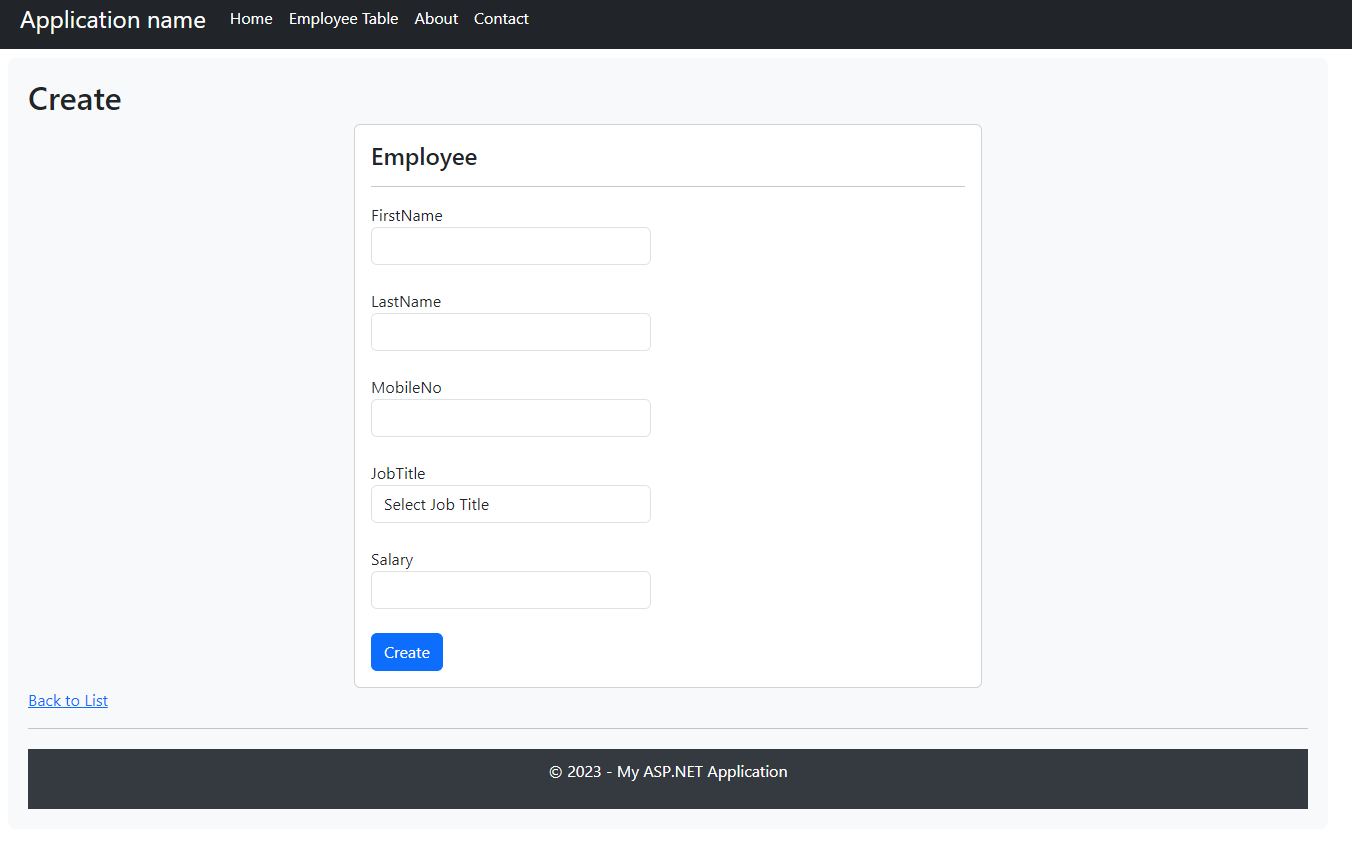 Application name Home Employee Table About Contact
Create
Employee
FirstName
LastName
MobileNo
JobTitle
Select Job Title
Salary
Create
Back to List
© 2023 - My ASP.NET Application